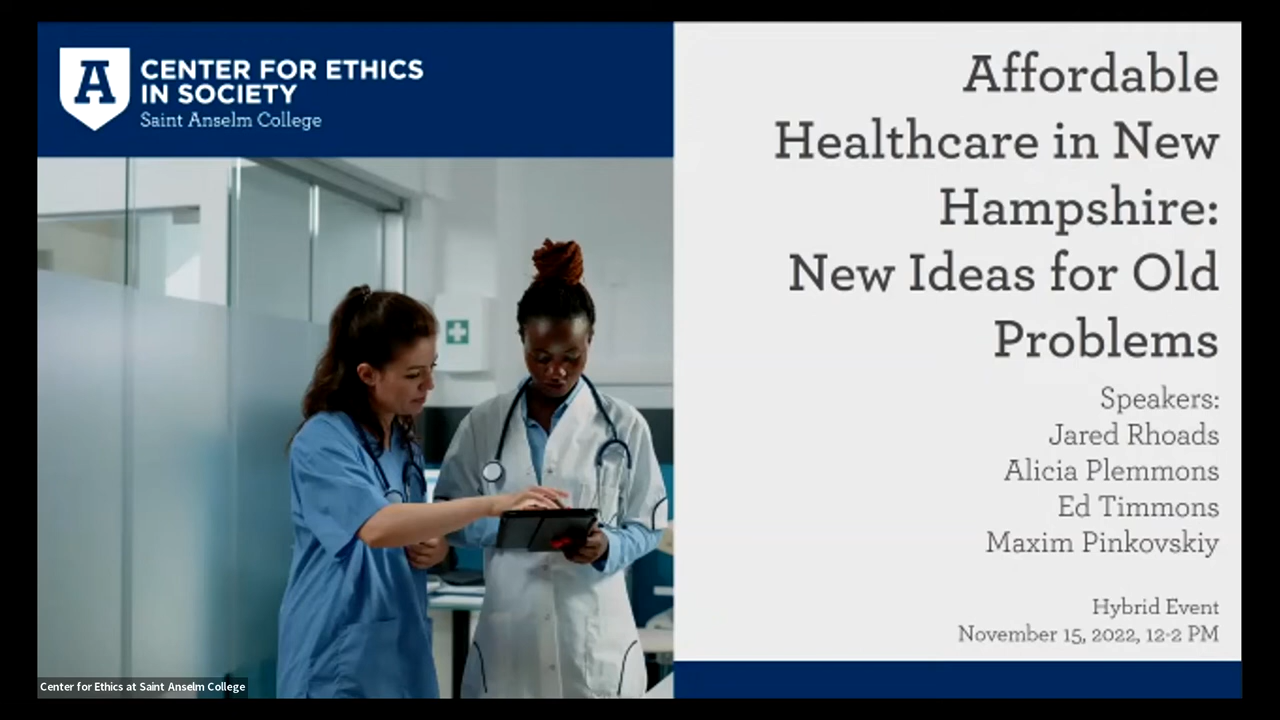 A
CENTER FOR ETHICS
IN SOCIETY
Saint Anselm College
Affordable
Healthcare in New
Hampshire:
New Ideas for Old
Problems
Speakers:
Jared Rhoads
Alicia Plemmons
Ed Timmons
Maxim Pinkovskiy
Hybrid Event
November 15, 2022, 12-2 PM
Center for Ethics at Saint Anselm College